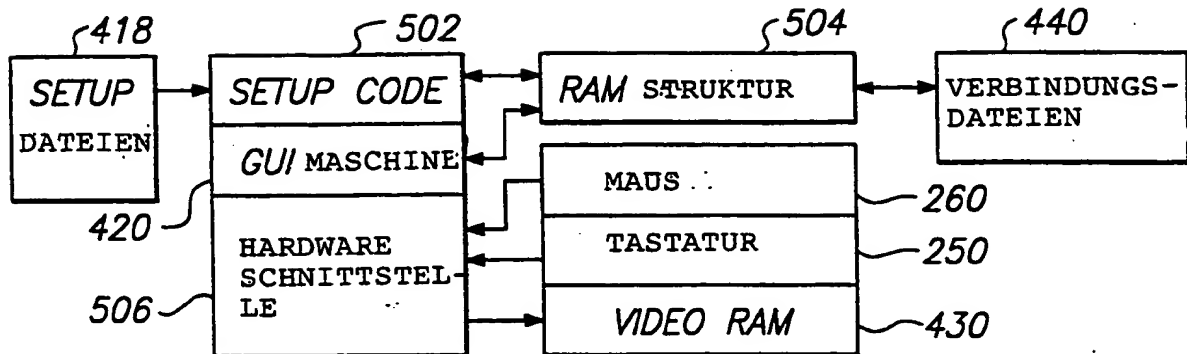 418
502
504
440
SETUP
DATEIEN
SETUP CODE
RAM STRUKTUR
VERBINDUNGS-
DATEIEN
GUI MASCHINE
420
MAUS
260
HARDWARE
SCHNITTSTEL-
LE
TASTATUR
250
506
VIDEO RAM
430